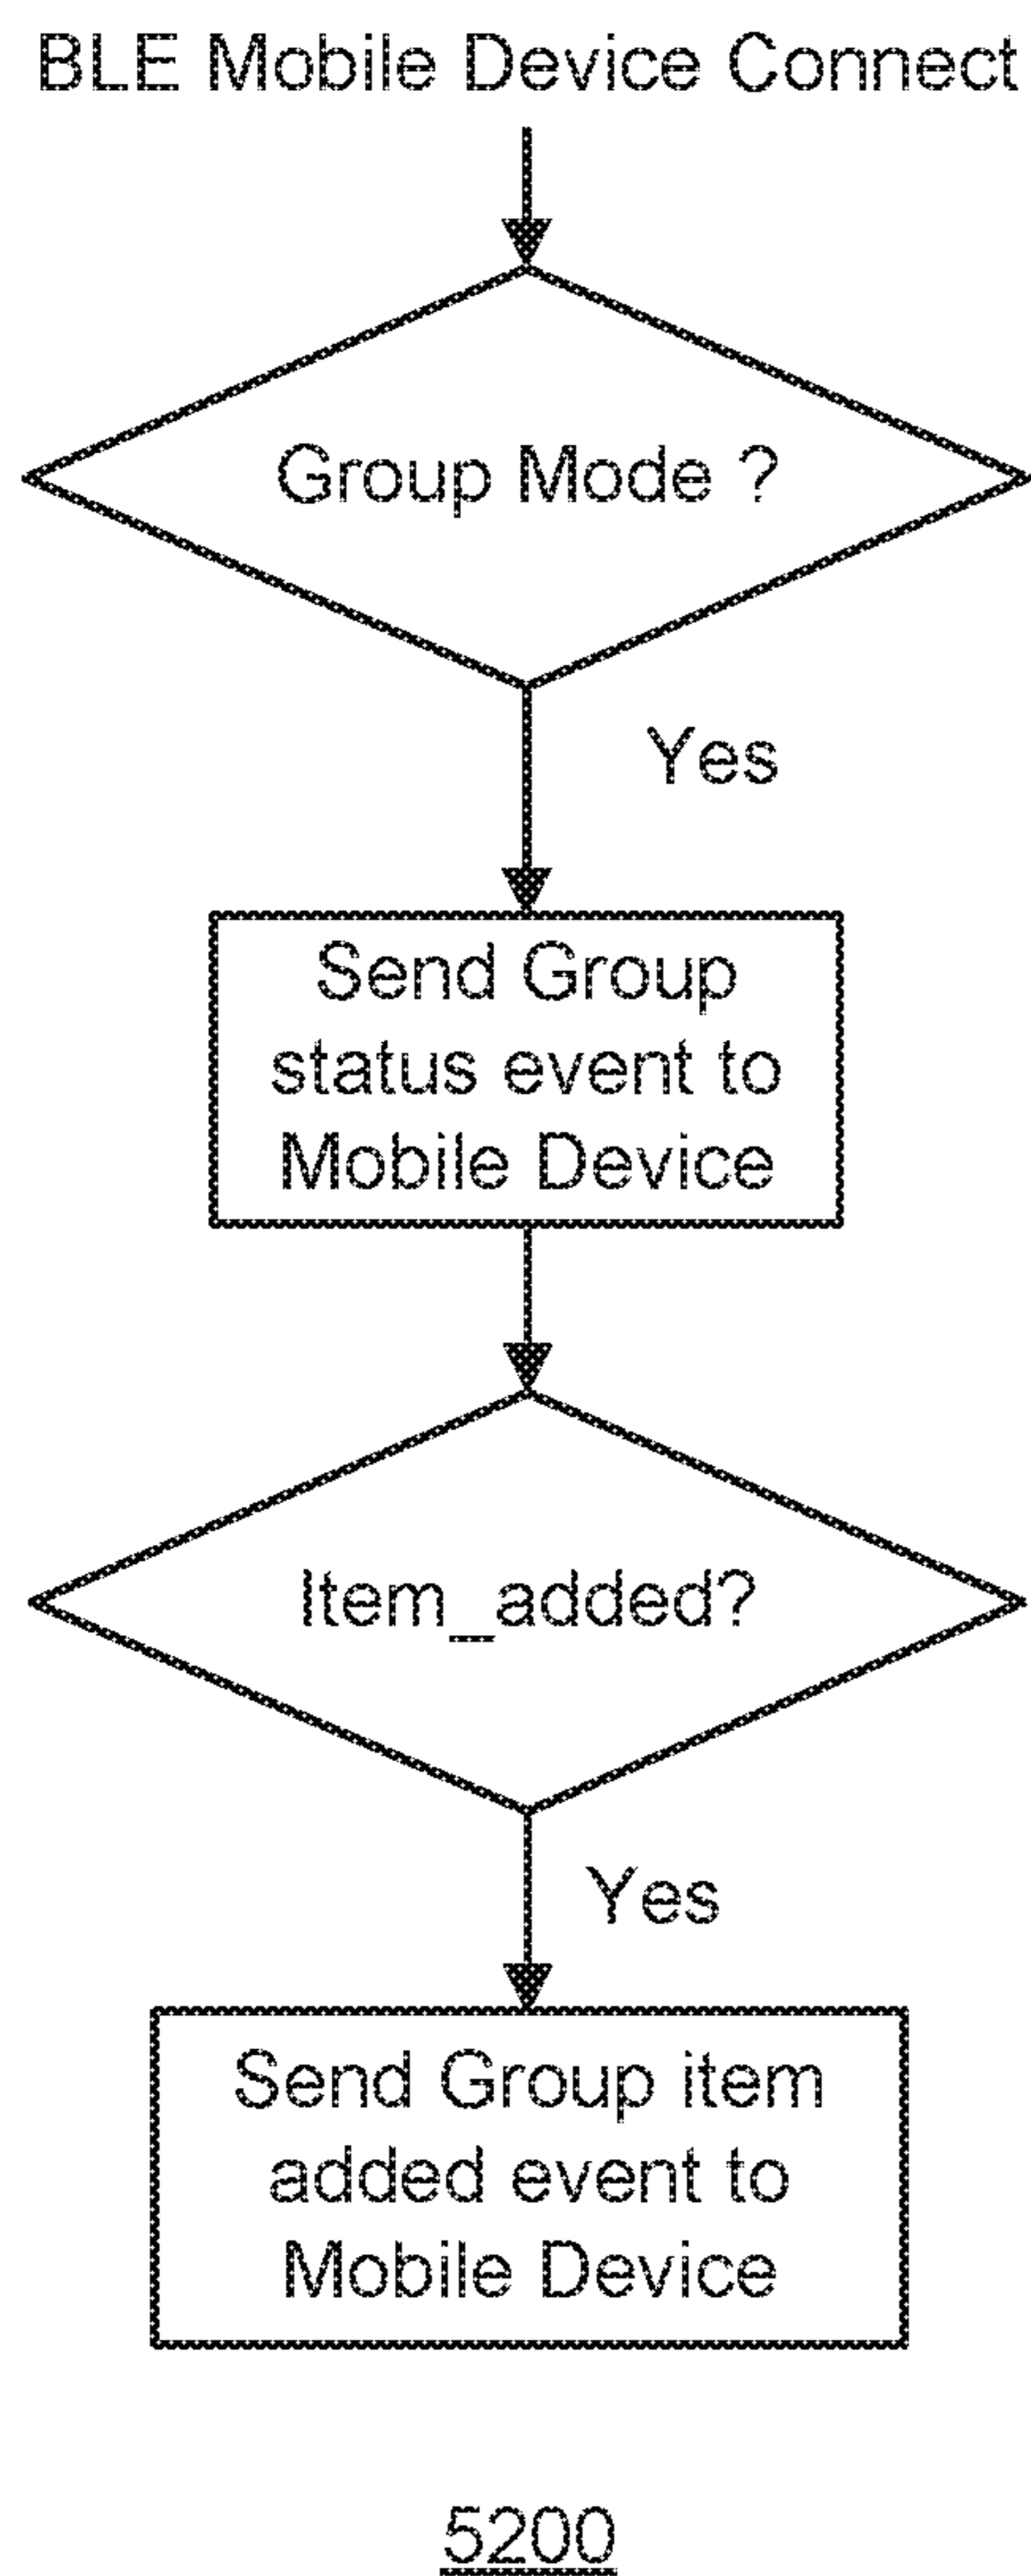 BLE Mobile Device Connect
Group Mode ?
Yes
Send Group
status event to
Mobile Device
Item_added?
Yes
Send Group item
added event to
Mobile Device
5200